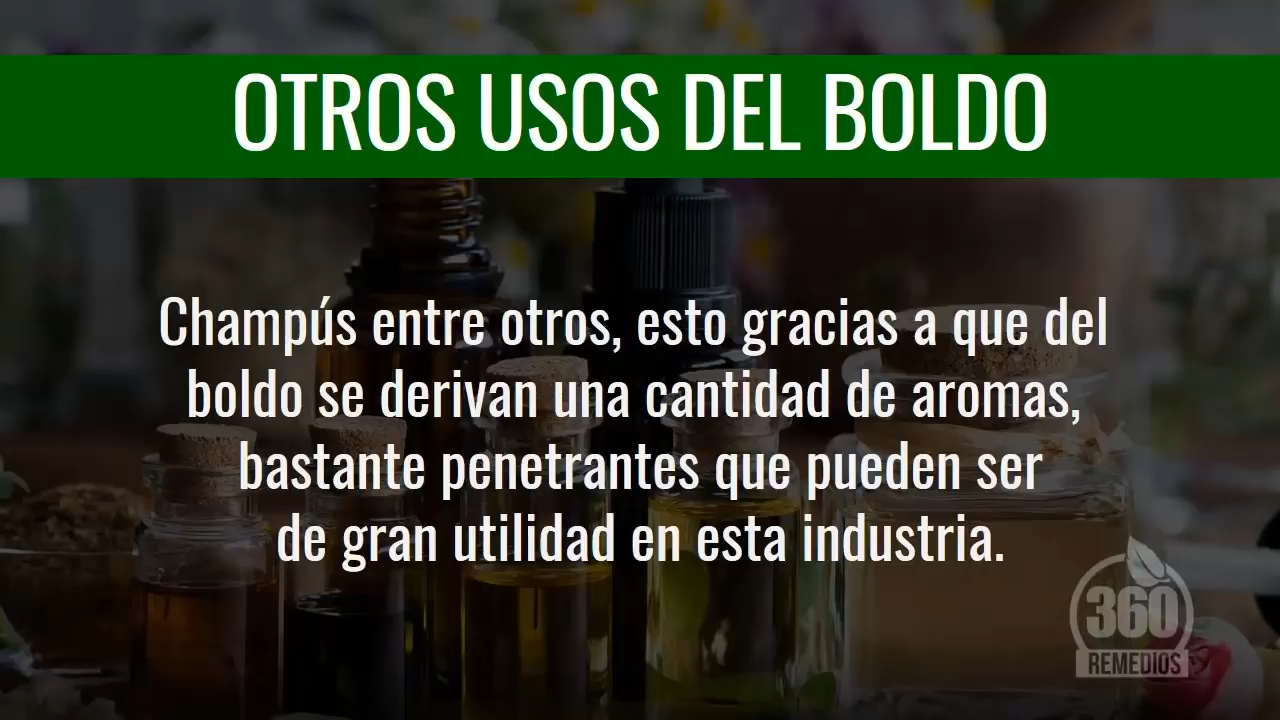 OTROS USOS DEL BOLDO
Champús entre otros, esto gracias a que del
boldo se derivan una cantidad de aromas,
bastante penetrantes que pueden ser
de gran utilidad en esta industria.
360
REMEDIOS